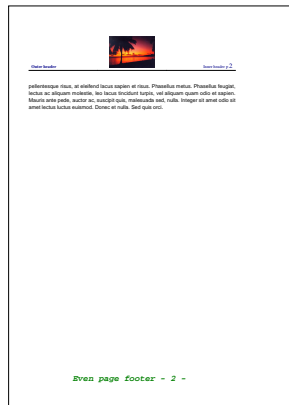 Outer header Inner header p 2
pellentesque risus, at eleifend lacus sapien et risus. Phasellus metus. Phasellus feugiat,
lectus ac aliquam molestie, leo lacus tincidunt turpis, vel aliquam quam odio et sapien.
Mauris ante pede, auctor ac, suscipit quis, malesuada sed, nulla. Integer sit amet odio sit
amet lectus luctus euismod. Donec et nulla. Sed quis orci.
Even page footer - 2 -